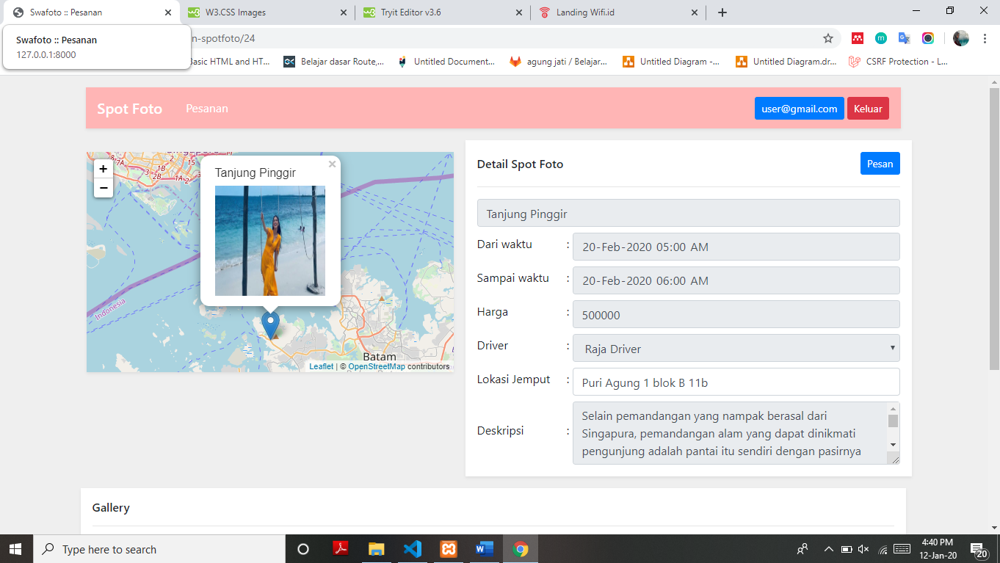 Swafoto :: Pesanan
W3.CSS Images
Tryit Editor v3.6
Landing Wifi.id
Swafoto :: Pesanan
127.0.0.1:8000
n-spotfoto/24
Basic HTML and HT...
Belajar dasar Route,...
Untitled Document...
agung jati / Belajar...
Untitled Diagram -...
Untitled Diagram.dr...
CSRF Protection - L...
Spot Foto
Pesanan
user@gmail.com
Keluar
+
−
Tanjung Pinggir
×
7A
2B
15
1A
2
Indonesia
Batam
Leaflet | © OpenStreetMap contributors
Detail Spot Foto
Pesan
Tanjung Pinggir
Dari waktu : 20-Feb-2020 05:00 AM
Sampai waktu : 20-Feb-2020 06:00 AM
Harga : 500000
Driver : Raja Driver
Lokasi Jemput : Puri Agung 1 blok B 11b
Deskripsi :
Selain pemandangan yang nampak berasal dari
Singapura, pemandangan alam yang dapat dinikmati
pengunjung adalah pantai itu sendiri dengan pasirnya
Gallery
Type here to search
4:40 PM
12-Jan-20
20